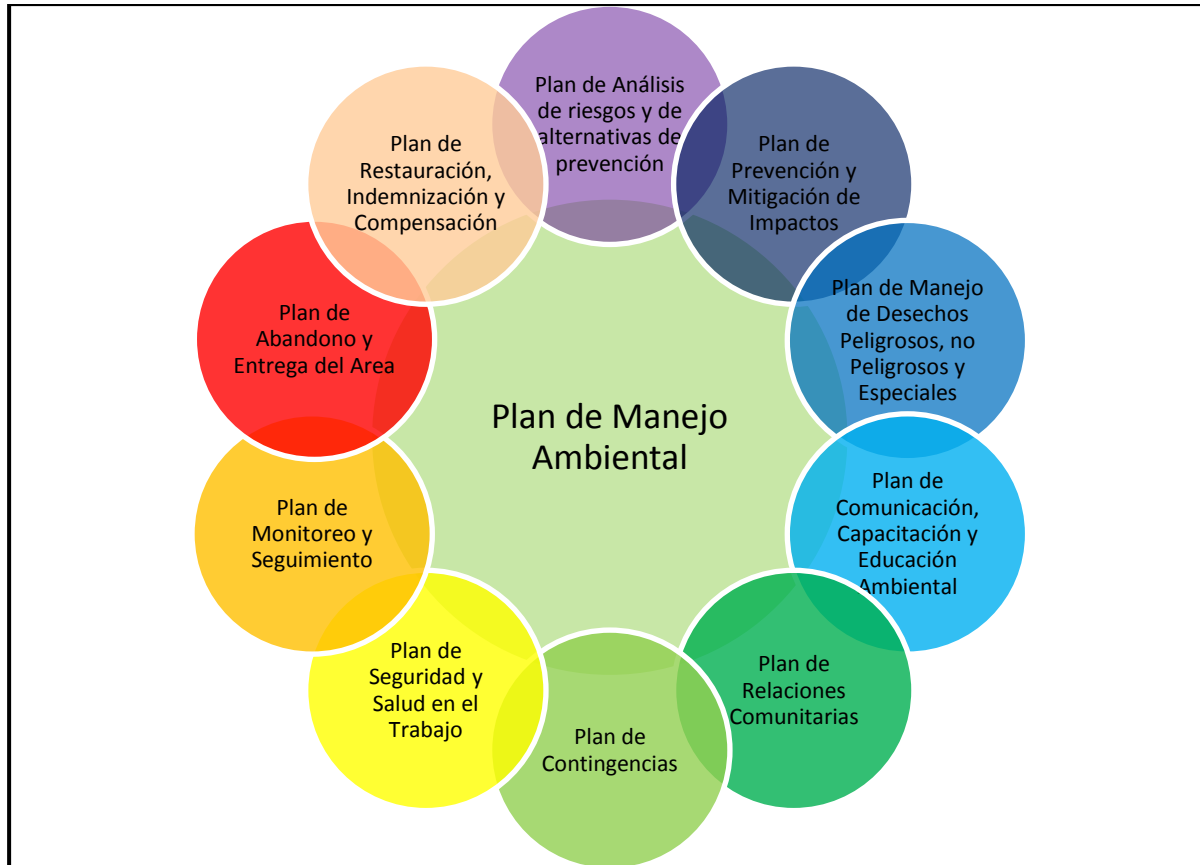 Plan de Análisis
de riesgos y de
alternativas de
prevención
Plan de
Prevención y
Mitigación de
Impactos
Plan de Manejo
de Desechos
Peligrosos, no
Peligrosos y
Especiales
Plan de
Comunicación,
Capacitación y
Educación
Ambiental
Plan de
Relaciones
Comunitarias
Plan de
Contingencias
Plan de
Seguridad y
Salud en el
Trabajo
Plan de
Monitoreo y
Seguimiento
Plan de
Abandono y
Entrega del Area
Plan de
Restauración,
Indemnización y
Compensación
Plan de Manejo
Ambiental